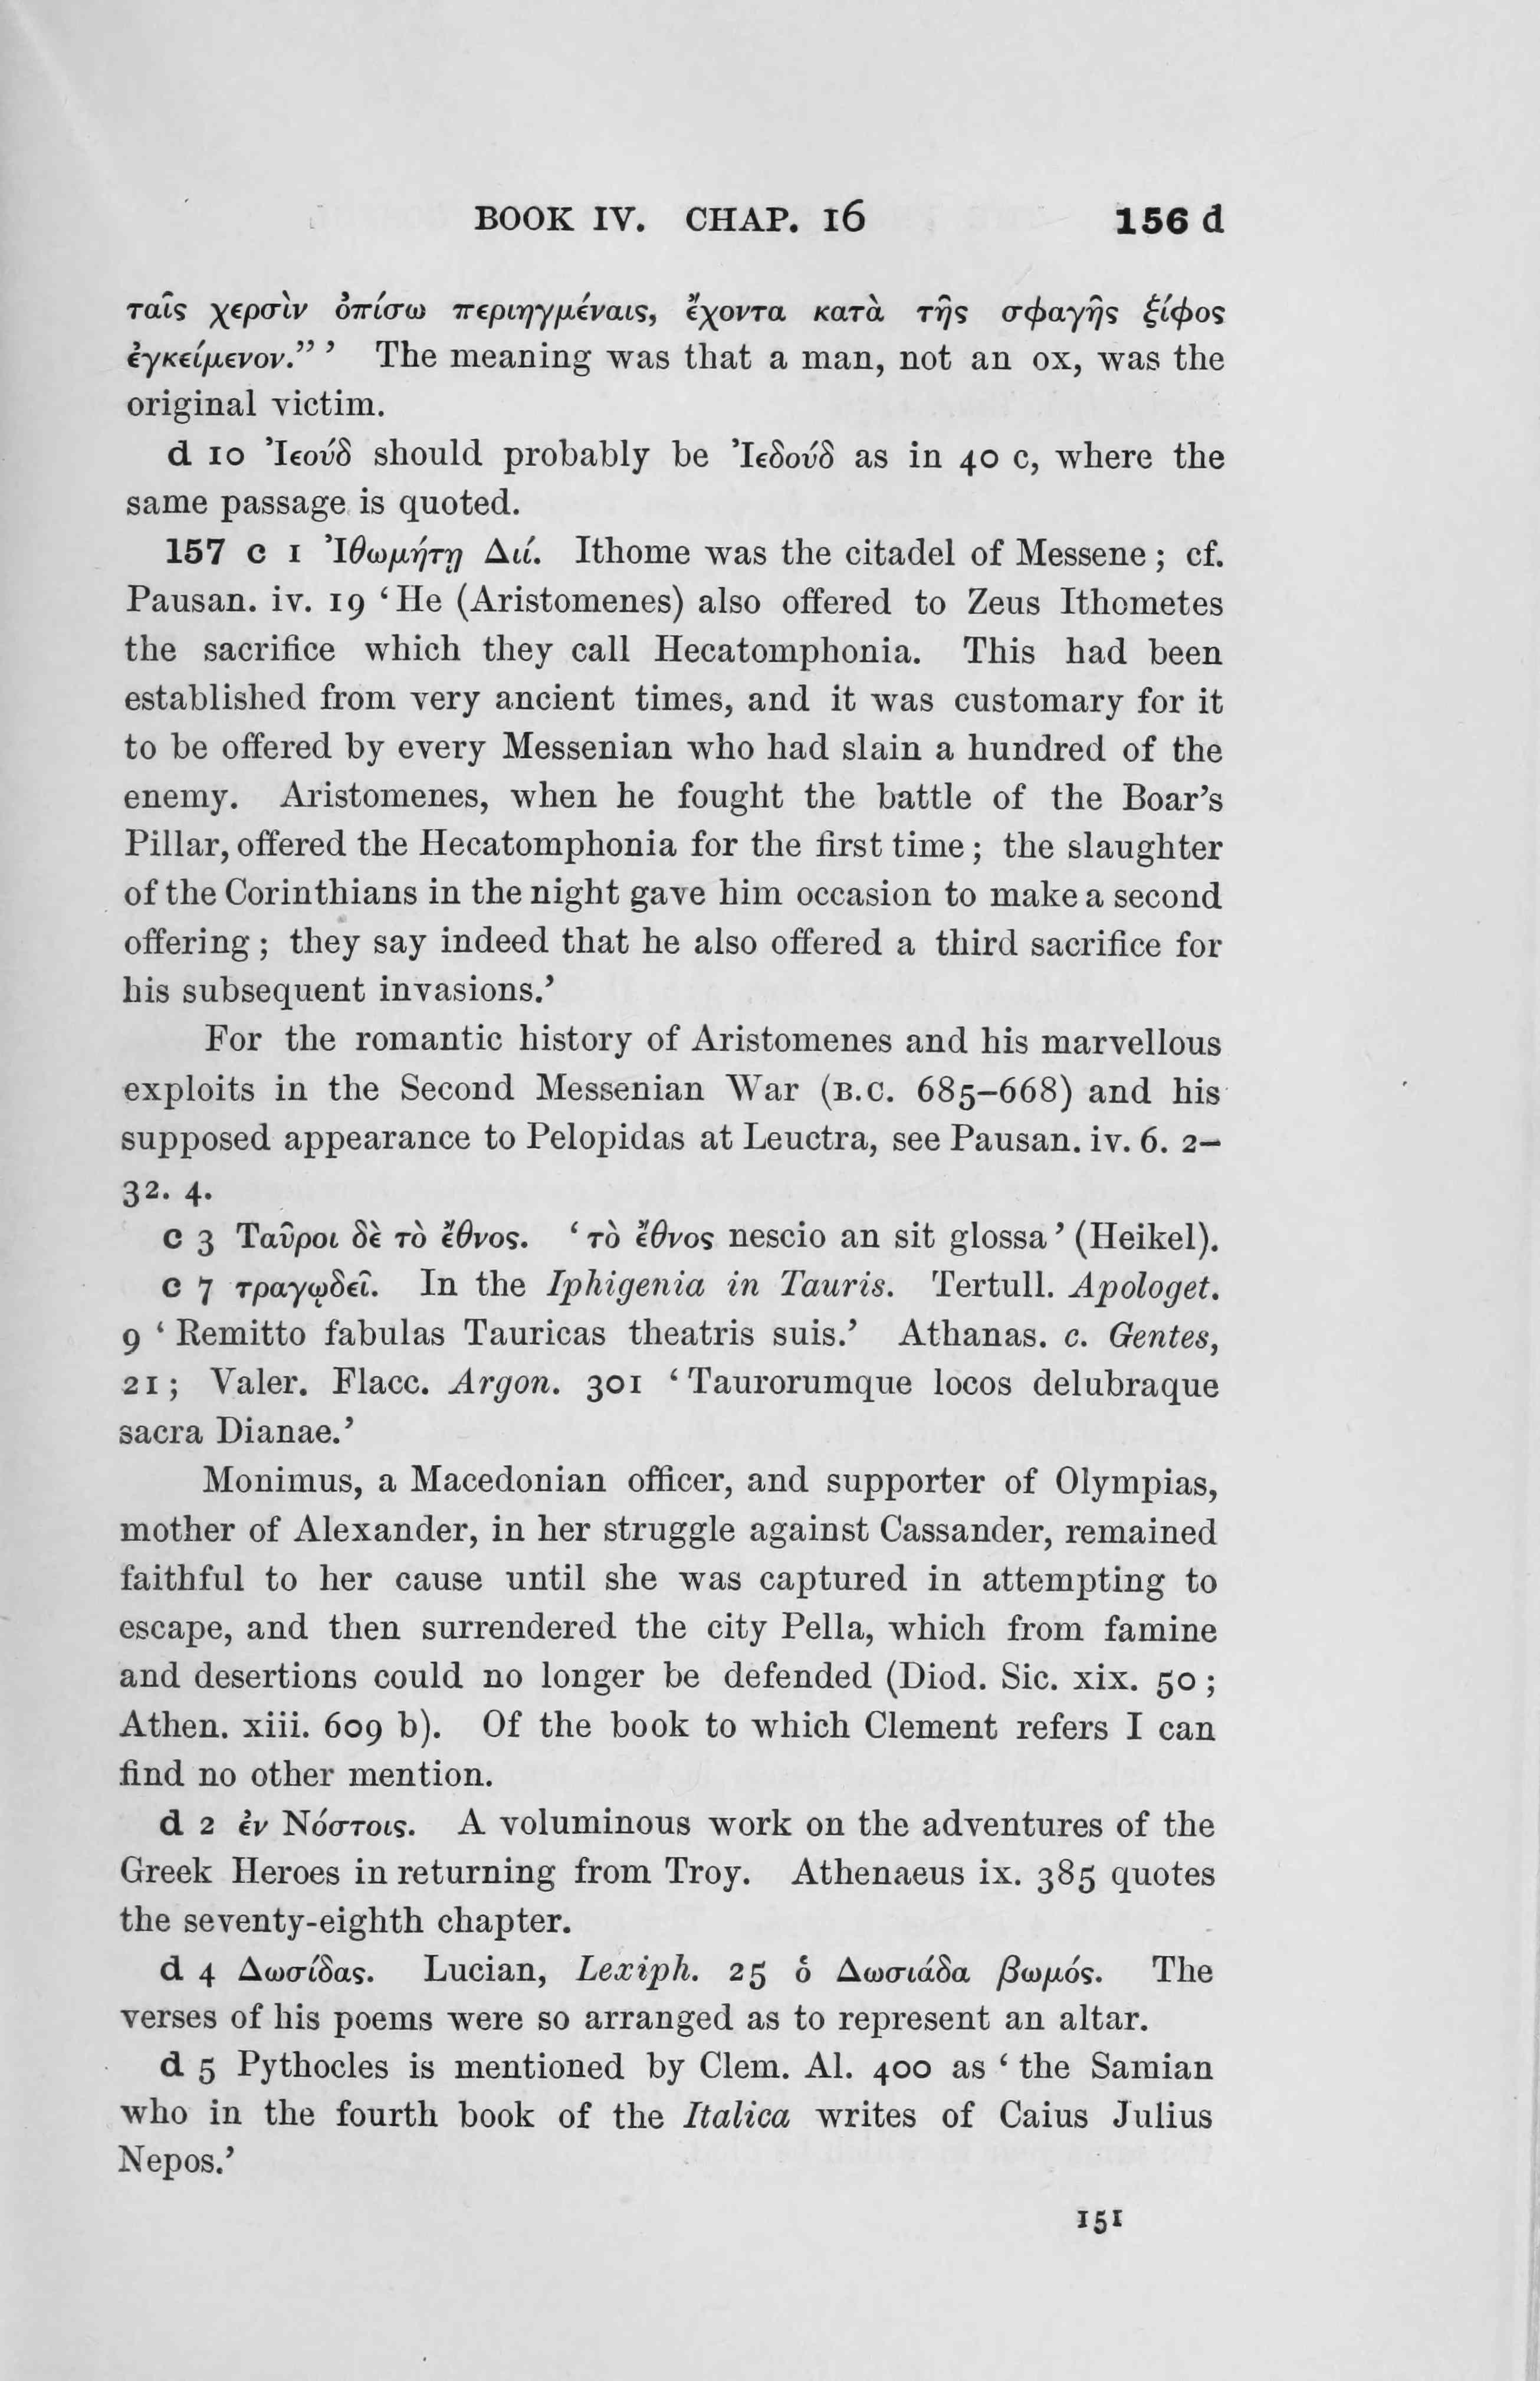 BOOK IV. CHAP. 16 156 d
ταῖς χερσὶν ὀπίσω περιηγμέναις, ἔχοντα κατὰ τῆς σφαγῆς ξίφος
ἐγκείμενον.” ’ The meaning was that a man, not an ox, was the
original victim.
d 10 Ἰεούδ should probably be Ἰεδούδ as in 40 c, where the
same passage is quoted.
157 c 1 Ἰθωμήτῃ Διί. Ithome was the citadel of Messene ; cf.
Pausan. iv. 19 ‘ He (Aristomenes) also offered to Zeus Ithometes
the sacrifice which they call Hecatomphonia. This had been
established from very ancient times, and it was customary for it
to be offered by every Messenian who had slain a hundred of the
enemy. Aristomenes, when he fought the battle of the Boar’s
Pillar, offered the Hecatomphonia for the first time ; the slaughter
of the Corinthians in the night gave him occasion to make a second
offering ; they say indeed that he also offered a third sacrifice for
his subsequent invasions.’
For the romantic history of Aristomenes and his marvellous
exploits in the Second Messenian War (B.C. 685–668) and his
supposed appearance to Pelopidas at Leuctra, see Pausan. iv. 6. 2–
32. 4.
c 3 Ταῦροι δὲ τὸ ἔθνος. ‘ τὸ ἔθνος nescio an sit glossa ’ (Heikel).
c 7 τραγῳδεῖ. In the Iphigenia in Tauris. Tertull. Apologet.
9 ‘ Remitto fabulas Tauricas theatris suis.’ Athanas. c. Gentes,
21 ; Valer. Flacc. Argon. 301 ‘ Taurorumque locos delubraque
sacra Dianae.’
Monimus, a Macedonian officer, and supporter of Olympias,
mother of Alexander, in her struggle against Cassander, remained
faithful to her cause until she was captured in attempting to
escape, and then surrendered the city Pella, which from famine
and desertions could no longer be defended (Diod. Sic. xix. 50 ;
Athen. xiii. 609 b). Of the book to which Clement refers I can
find no other mention.
d 2 ἐν Νόστοις. A voluminous work on the adventures of the
Greek Heroes in returning from Troy. Athenaeus ix. 385 quotes
the seventy-eighth chapter.
d 4 Δωσίδας. Lucian, Lexiph. 25 ὁ Δωσιάδα βωμός. The
verses of his poems were so arranged as to represent an altar.
d 5 Pythocles is mentioned by Clem. Al. 400 as ‘ the Samian
who in the fourth book of the Italica writes of Caius Julius
Nepos.’
151